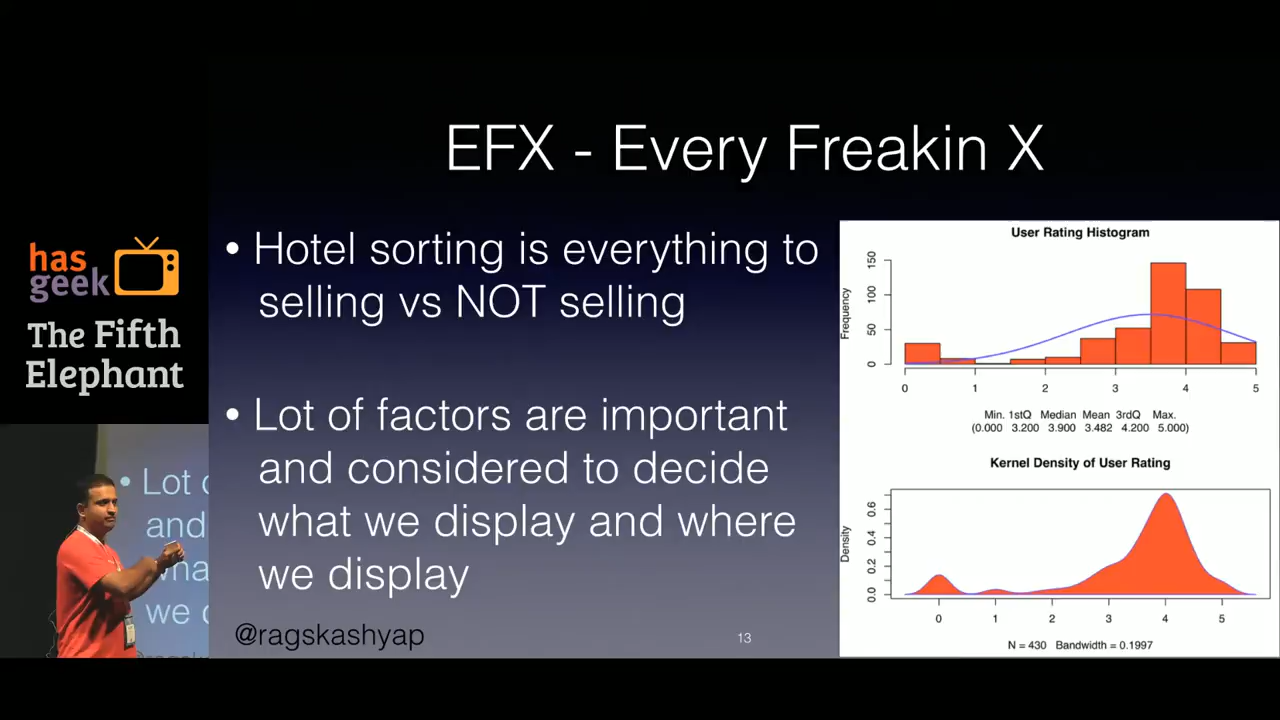 EFX - Every Freakin X
has
geek
The Fifth
Elephant
• Hotel sorting is everything to
selling vs NOT selling
• Lot of factors are important
and considered to decide
what we display and where
we display
@ragskashyap
13
User Rating Histogram
Frequency
150
100
50
0
0 1 2 3 4 5
Min. 1stQ Median Mean 3rdQ Max.
(0.000 3.200 3.900 3.482 4.200 5.000)
Kernel Density of User Rating
Density
0.6
0.4
0.2
0.0
0 1 2 3 4 5
N = 430 Bandwidth = 0.1997
• Lot
and
we